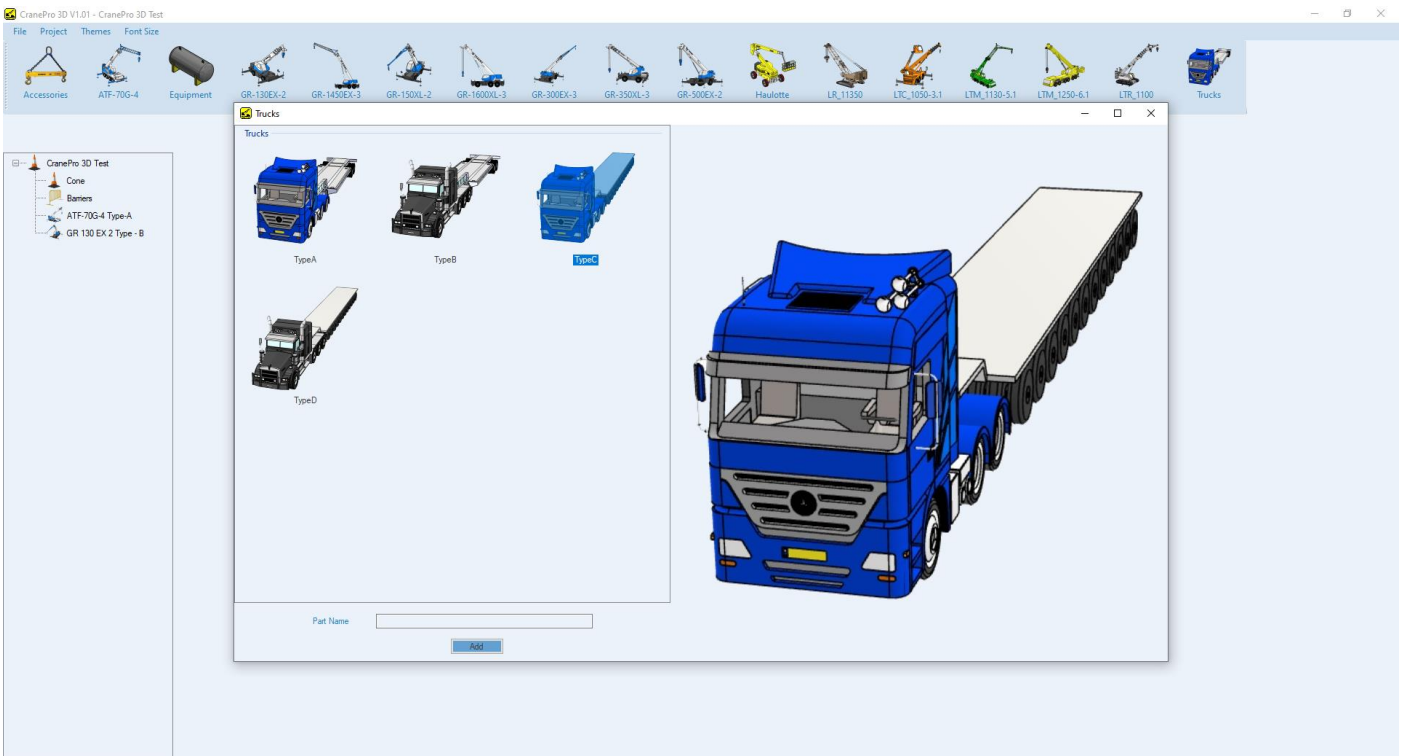 CranePro 3D V1.01 - CranePro 3D Test
File Project Themes Font Size
Accessories ATF-70G-4 Equipment GR-130EX-2 GR-1450EX-3 GR-150XL-2 GR-1600XL-3 GR-300EX-3 GR-350XL-3 GR-500EX-2 Haulotte LR_11350 LTC_1050-3.1 LTM_1130-5.1 LTM_1250-6.1 LTR_1100 Trucks
Trucks
Trucks
CranePro 3D Test
Cone
Barriers
ATF-70G-4 Type-A
GR 130 EX 2 Type - B
TypeA TypeB TypeC
TypeD
Part Name
Add